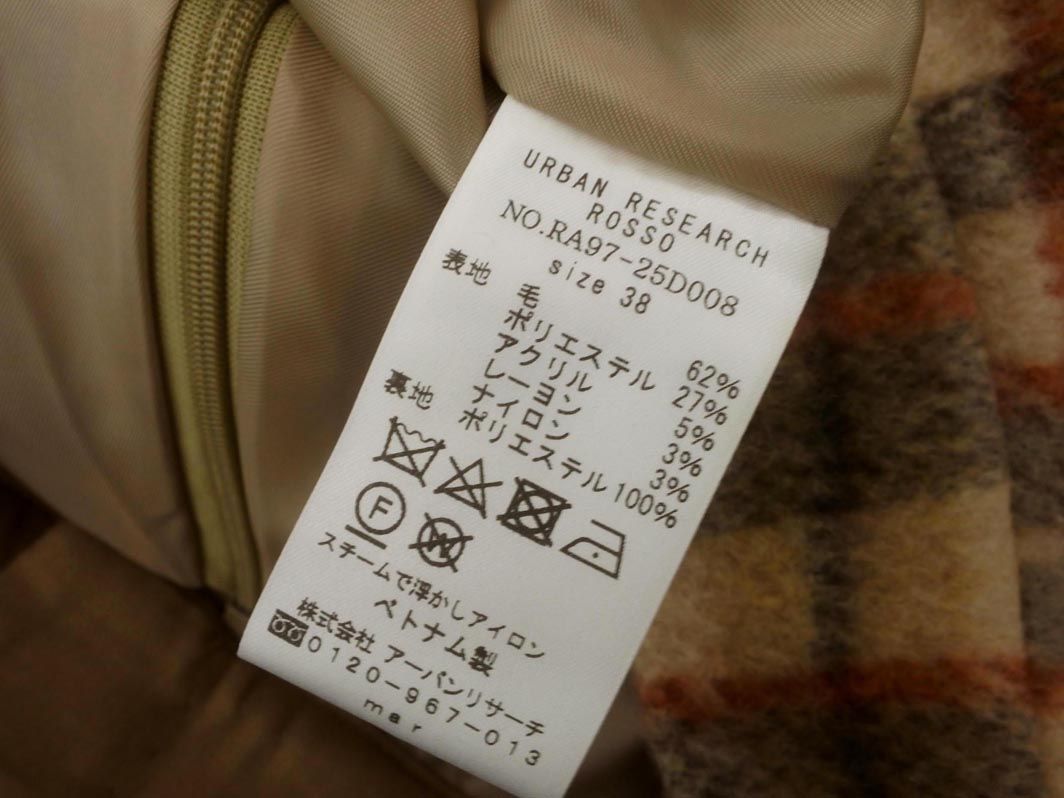 URBAN RESEARCH
ROSSO
NO.RA97-25D008
size 38
表地 毛 62%
ポリエステル 27%
アクリル 5%
レーヨン 3%
ナイロン 3%
裏地 ポリエステル 100%
F
W
スチームで浮かしアイロン
ベトナム製
株式会社 アーバンリサーチ
0120-967-013
mar